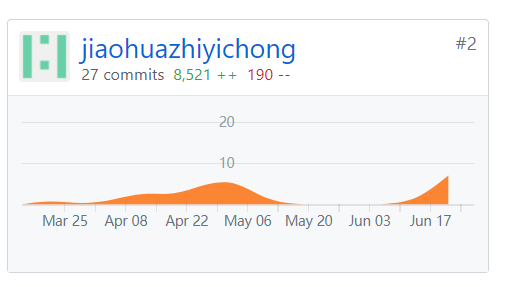 jiaohuazhiyichong
#2
27 commits 8,521 ++ 190 --
20
10
Mar 25 Apr 08 Apr 22 May 06 May 20 Jun 03 Jun 17